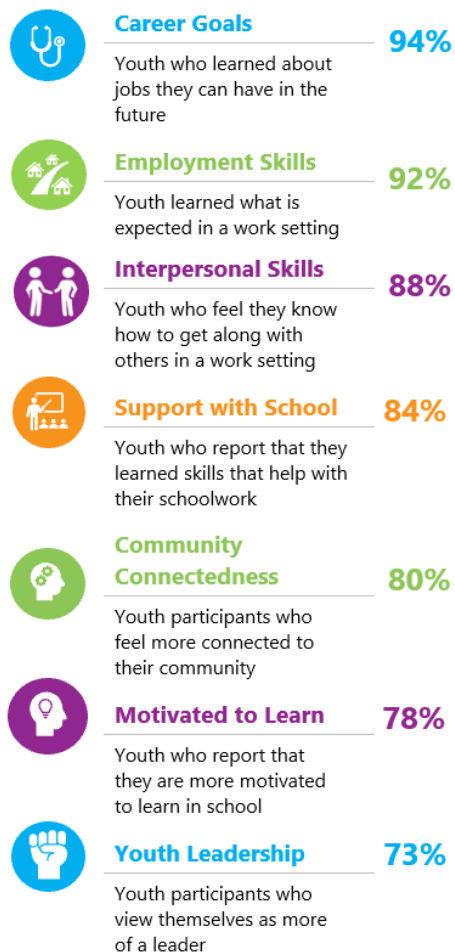 Career Goals
94%
Youth who learned about
jobs they can have in the
future
Employment Skills
92%
Youth learned what is
expected in a work setting
Interpersonal Skills
88%
Youth who feel they know
how to get along with
others in a work setting
Support with School
84%
Youth who report that they
learned skills that help with
their schoolwork
Community
Connectedness
80%
Youth participants who
feel more connected to
their community
Motivated to Learn
78%
Youth who report that
they are more motivated
to learn in school
Youth Leadership
73%
Youth participants who
view themselves as more
of a leader